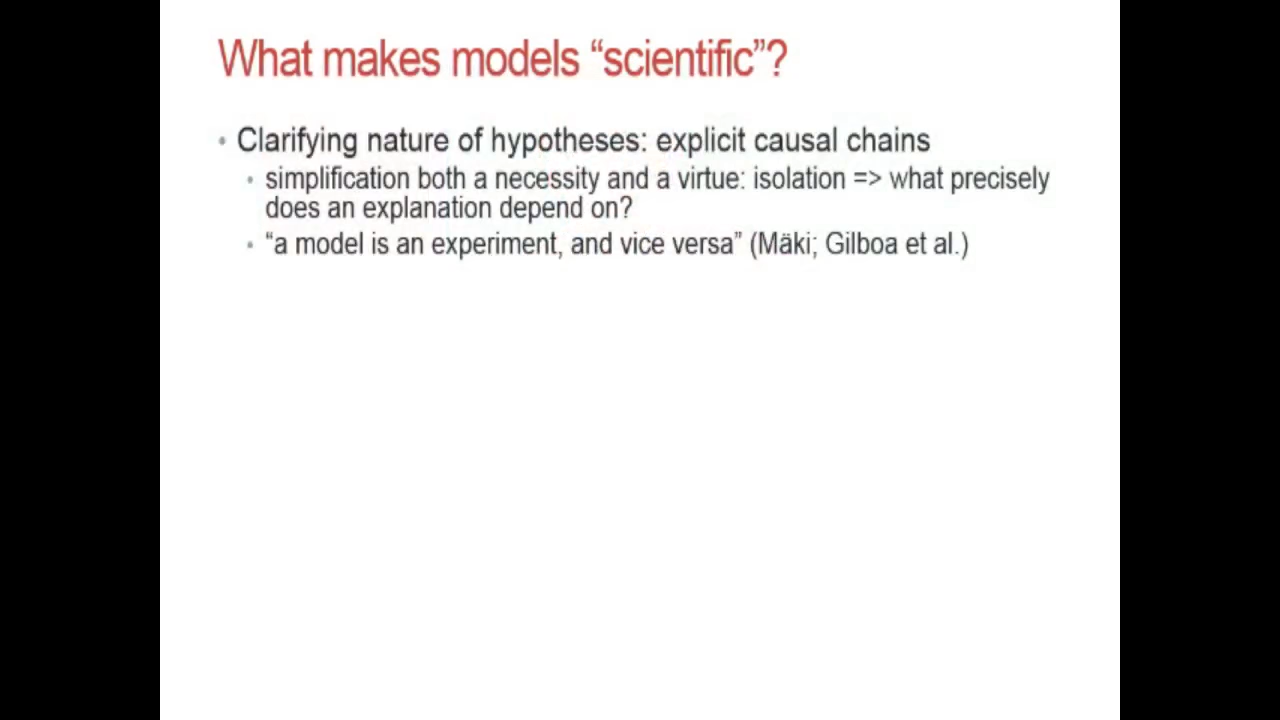 What makes models “scientific”?
• Clarifying nature of hypotheses: explicit causal chains
• simplification both a necessity and a virtue: isolation => what precisely
does an explanation depend on?
• “a model is an experiment, and vice versa” (Mäki; Gilboa et al.)